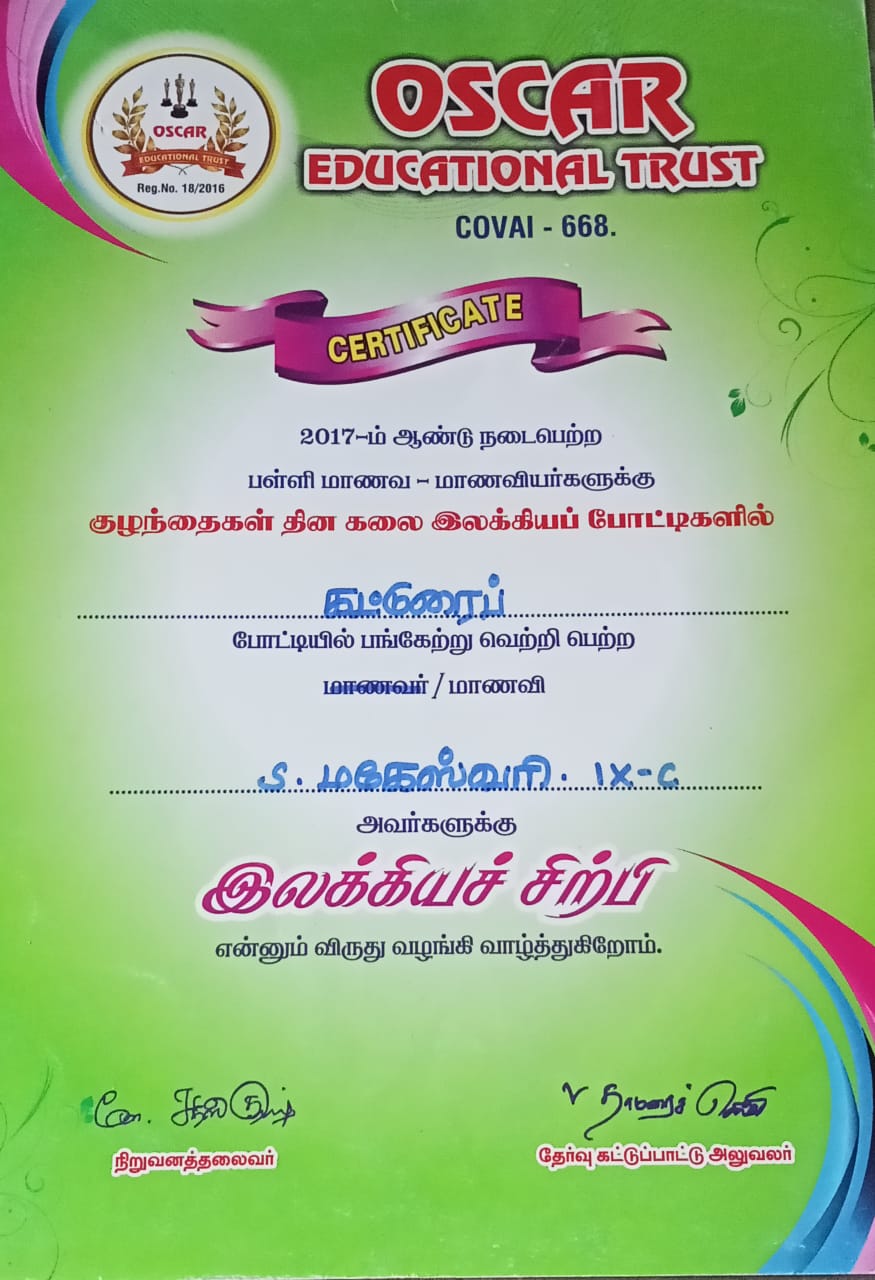 OSCAR
EDUCATIONAL TRUST
Reg.No. 18/2016
OSCAR
EDUCATIONAL TRUST
COVAI - 668.
CERTIFICATE
2017-ம் ஆண்டு நடைபெற்ற
பள்ளி மாணவ - மாணவியர்களுக்கு
குழந்தைகள் தின கலை இலக்கியப் போட்டிகளில்
கட்டுரைப்
போட்டியில் பங்கேற்று வெற்றி பெற்ற
மாணவர் / மாணவி
S. மகேஸ்வரி. IX-C
அவர்களுக்கு
இலக்கியச் சிற்பி
என்னும் விருது வழங்கி வாழ்த்துகிறோம்.
நிறுவனத்தலைவர்
தேர்வு கட்டுப்பாட்டு அலுவலர்